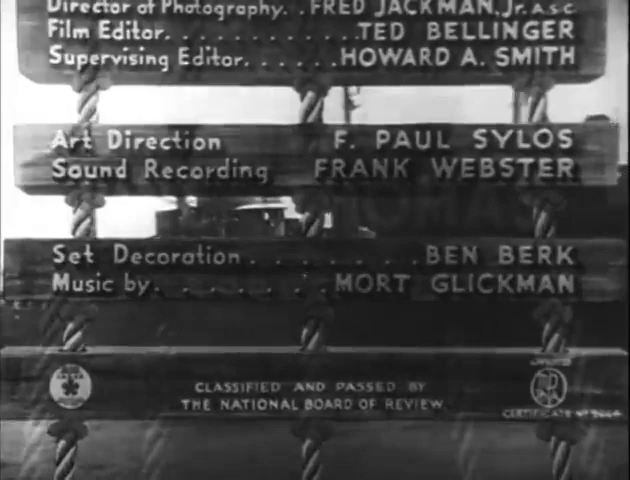 Director of Photography. . FRED JACKMAN, Jr. A.S.C.
Film Editor. . . . . . . . . . . . TED BELLINGER
Supervising Editor. . . . . . HOWARD A. SMITH
Art Direction F. PAUL SYLOS
Sound Recording FRANK WEBSTER
Set Decoration . . . . . . . . BEN BERK
Music by. . . . . . . . MORT GLICKMAN
CLASSIFIED AND PASSED BY
THE NATIONAL BOARD OF REVIEW
CERTIFICATE No